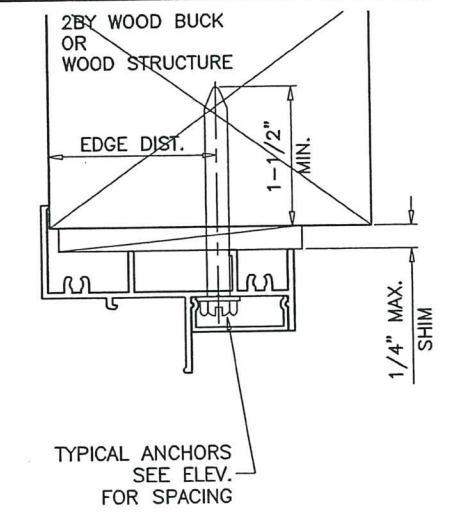 2BY WOOD BUCK
OR
WOOD STRUCTURE
EDGE DIST.
1-1/2"
MIN.
1/4" MAX.
SHIM
TYPICAL ANCHORS
SEE ELEV.
FOR SPACING